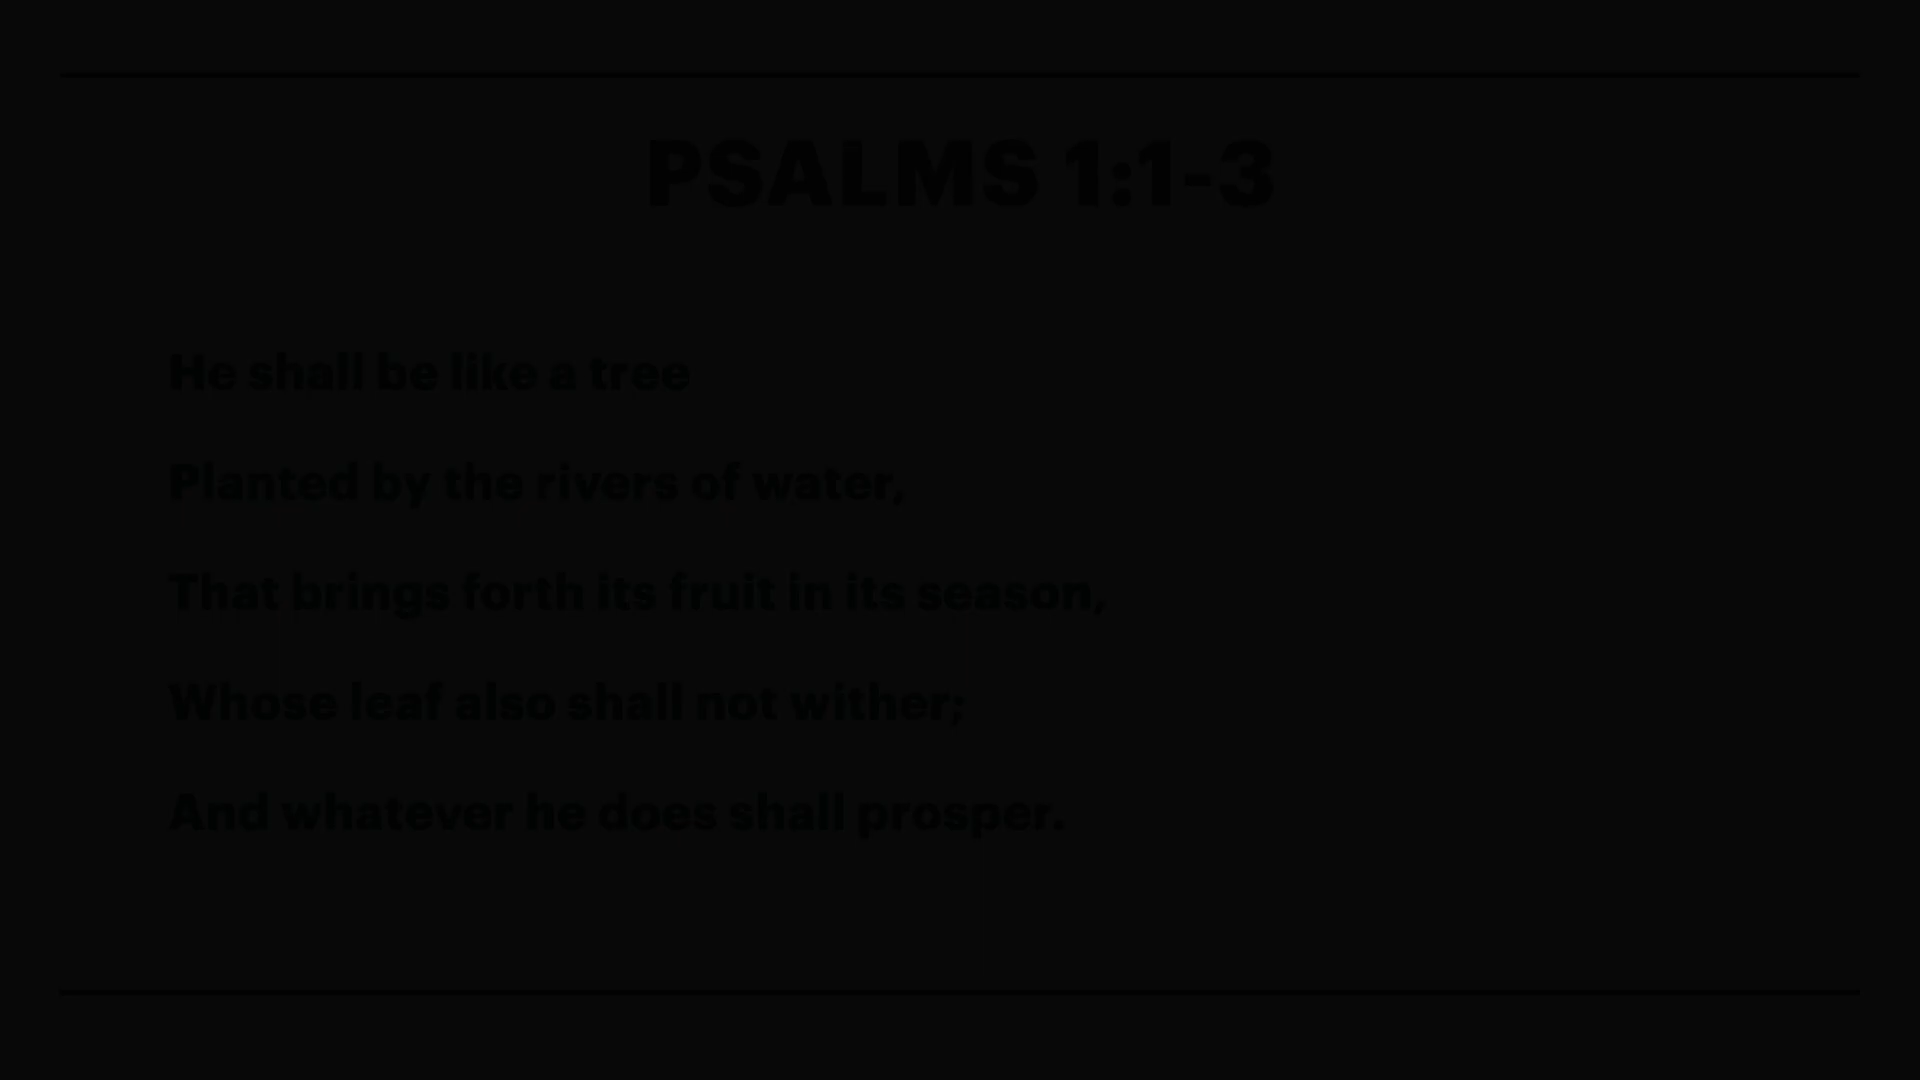 PSALMS 1:1-3
He shall be like a tree
Planted by the rivers of water,
That brings forth its fruit in its season,
Whose leaf also shall not wither;
And whatever he does shall prosper.